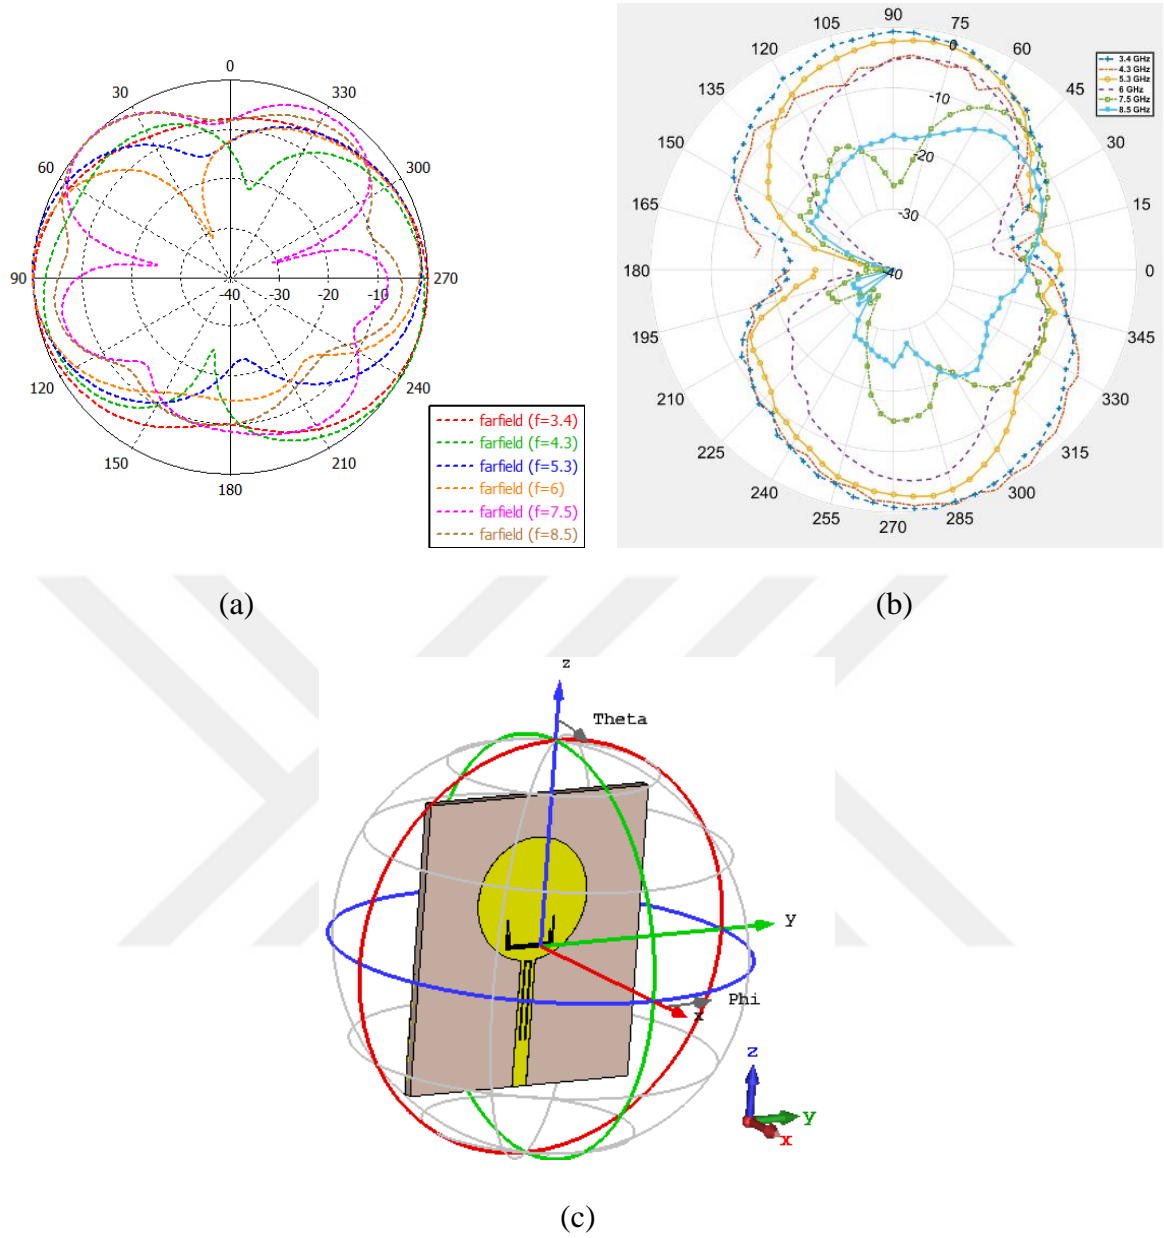 0
30
330
60
300
90
-40
-30
-20
-10
270
120
240
150
210
180
farfield (f=3.4)
farfield (f=4.3)
farfield (f=5.3)
farfield (f=6)
farfield (f=7.5)
farfield (f=8.5)
90
105
75
120
60
135
45
150
30
165
15
180
0
195
345
210
330
225
315
240
300
255
285
270
0
-10
-20
-30
-40
3.4 GHz
4.3 GHz
5.3 GHz
6 GHz
7.5 GHz
8.5 GHz
(a)
(b)
z
Theta
y
Phi
x
z
y
x
(c)